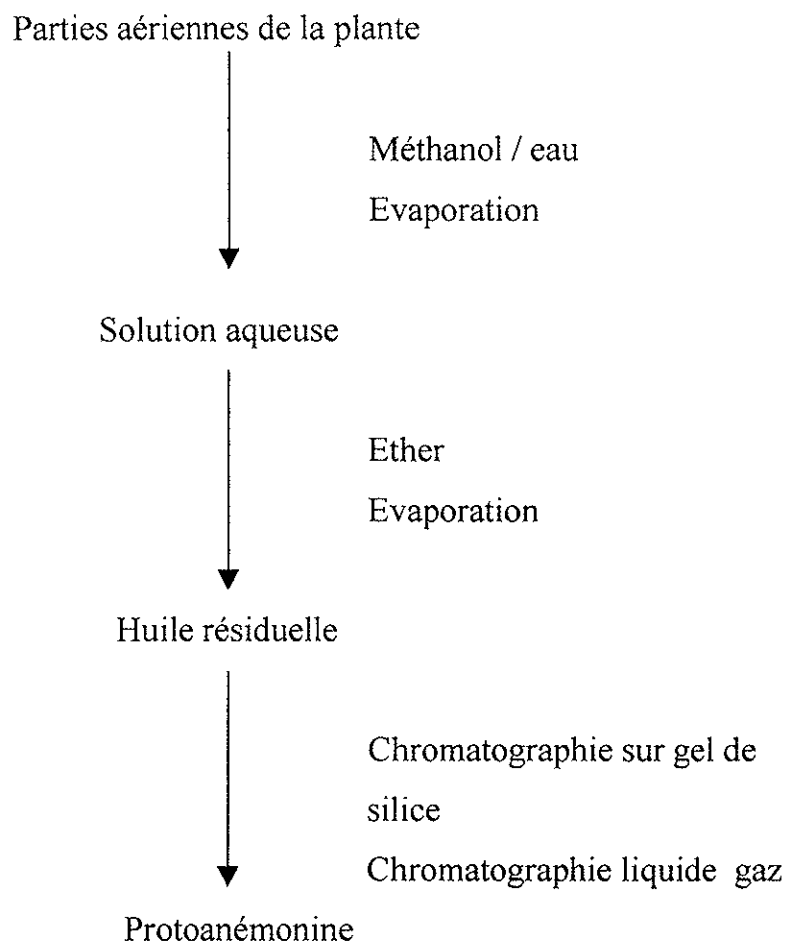 Parties aériennes de la plante
Méthanol / eau
Evaporation
Solution aqueuse
Ether
Evaporation
Huile résiduelle
Chromatographie sur gel de
silice
Chromatographie liquide gaz
Protoanémonine